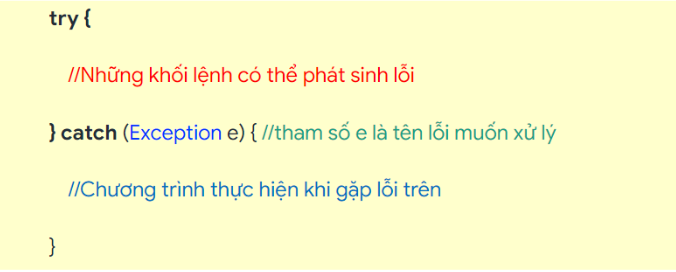 try {
//Những khối lệnh có thể phát sinh lỗi
} catch (Exception e) { //tham số e là tên lỗi muốn xử lý
//Chương trình thực hiện khi gặp lỗi trên
}